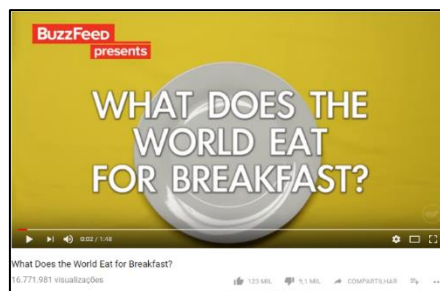 BuzzFeed
presents
WHAT DOES THE
WORLD EAT
FOR BREAKFAST?
0:02 / 1:48
What Does the World Eat for Breakfast?
16.771.981 visualizações
123 MIL 9,1 MIL COMPARTILHAR